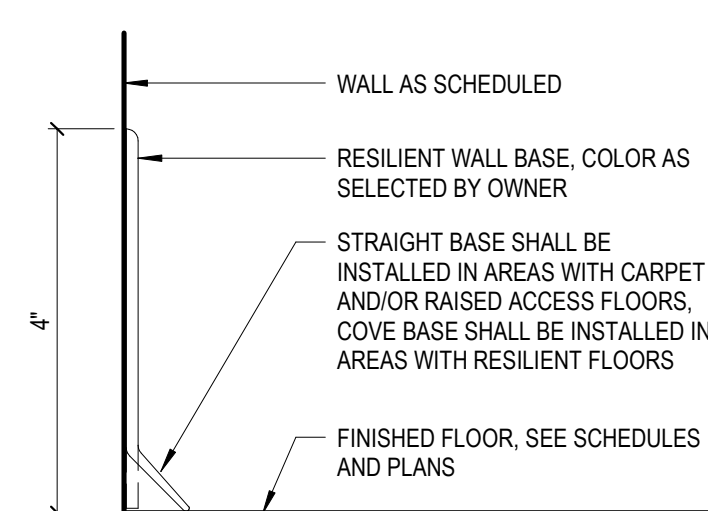 WALL AS SCHEDULED
RESILIENT WALL BASE, COLOR AS
SELECTED BY OWNER
STRAIGHT BASE SHALL BE
INSTALLED IN AREAS WITH CARPET
AND/OR RAISED ACCESS FLOORS,
COVE BASE SHALL BE INSTALLED IN
AREAS WITH RESILIENT FLOORS
4"
FINISHED FLOOR, SEE SCHEDULES
AND PLANS